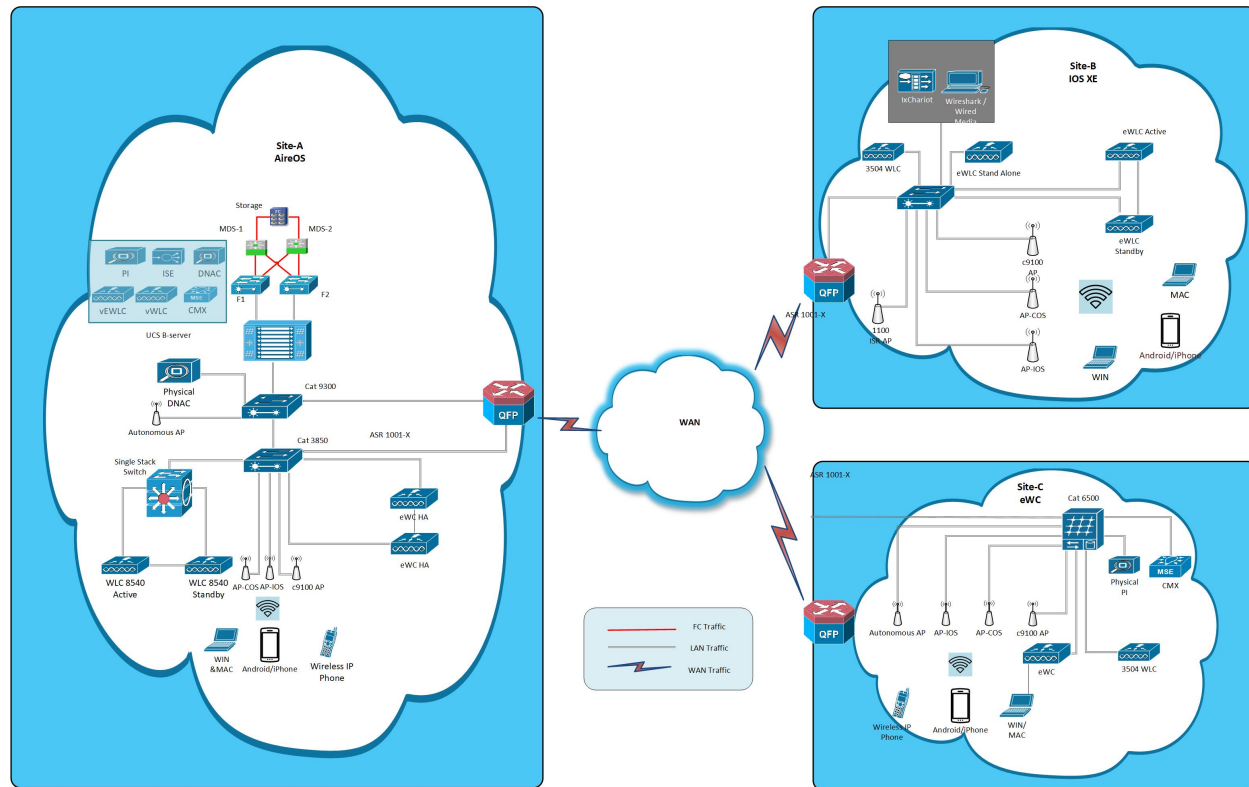 Site-A
AireOS
Storage
MDS-1
MDS-2
PI
ISE
DNAC
F1
F2
vEWLC
vWLC
MSE
CMX
UCS B-server
Physical
DNAC
Cat 9300
Autonomous AP
QFP
ASR 1001-X
Cat 3850
Single Stack
Switch
eWC HA
eWC HA
WLC 8540
Active
WLC 8540
Standby
AP-COS
AP-IOS
c9100 AP
WIN
&MAC
Android/iPhone
Wireless IP
Phone
WAN
FC Traffic
LAN Traffic
WAN Traffic
Site-B
IOS XE
IxChariot
Wireshark /
Wired
Media
3504 WLC
eWLC Stand Alone
eWLC Active
eWLC
Standby
c9100
AP
QFP
ASR 1001-X
1100
ISR AP
AP-COS
AP-IOS
MAC
WIN
Android/iPhone
ASR 1001-X
Site-C
eWC
Cat 6500
Physical
PI
MSE
CMX
QFP
Autonomous AP
AP-IOS
AP-COS
c9100 AP
eWC
3504 WLC
Wireless IP
Phone
Android/iPhone
WIN/
MAC